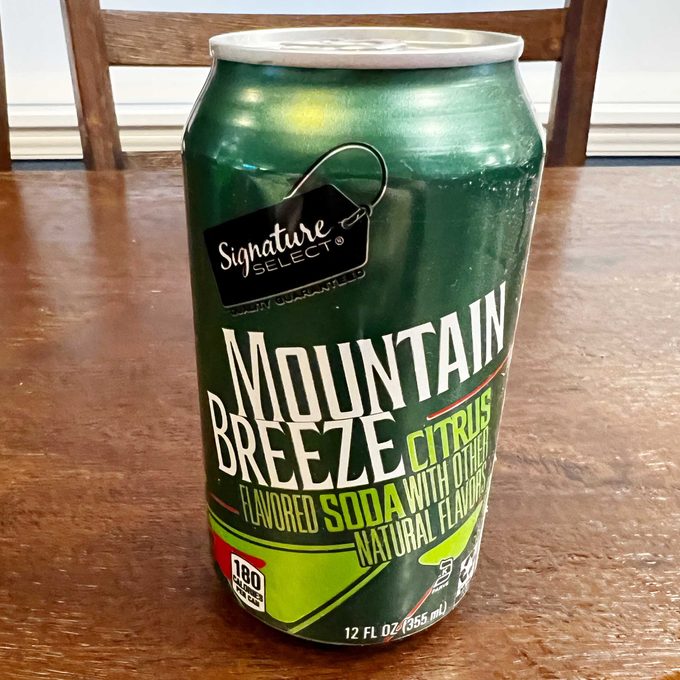 Signature
SELECT®
QUALITY GUARANTEED
MOUNTAIN
BREEZE CITRUS
FLAVORED SODA WITH OTHER
NATURAL FLAVORS
180
CALORIES
PER CAN
12 FL OZ (355 mL)